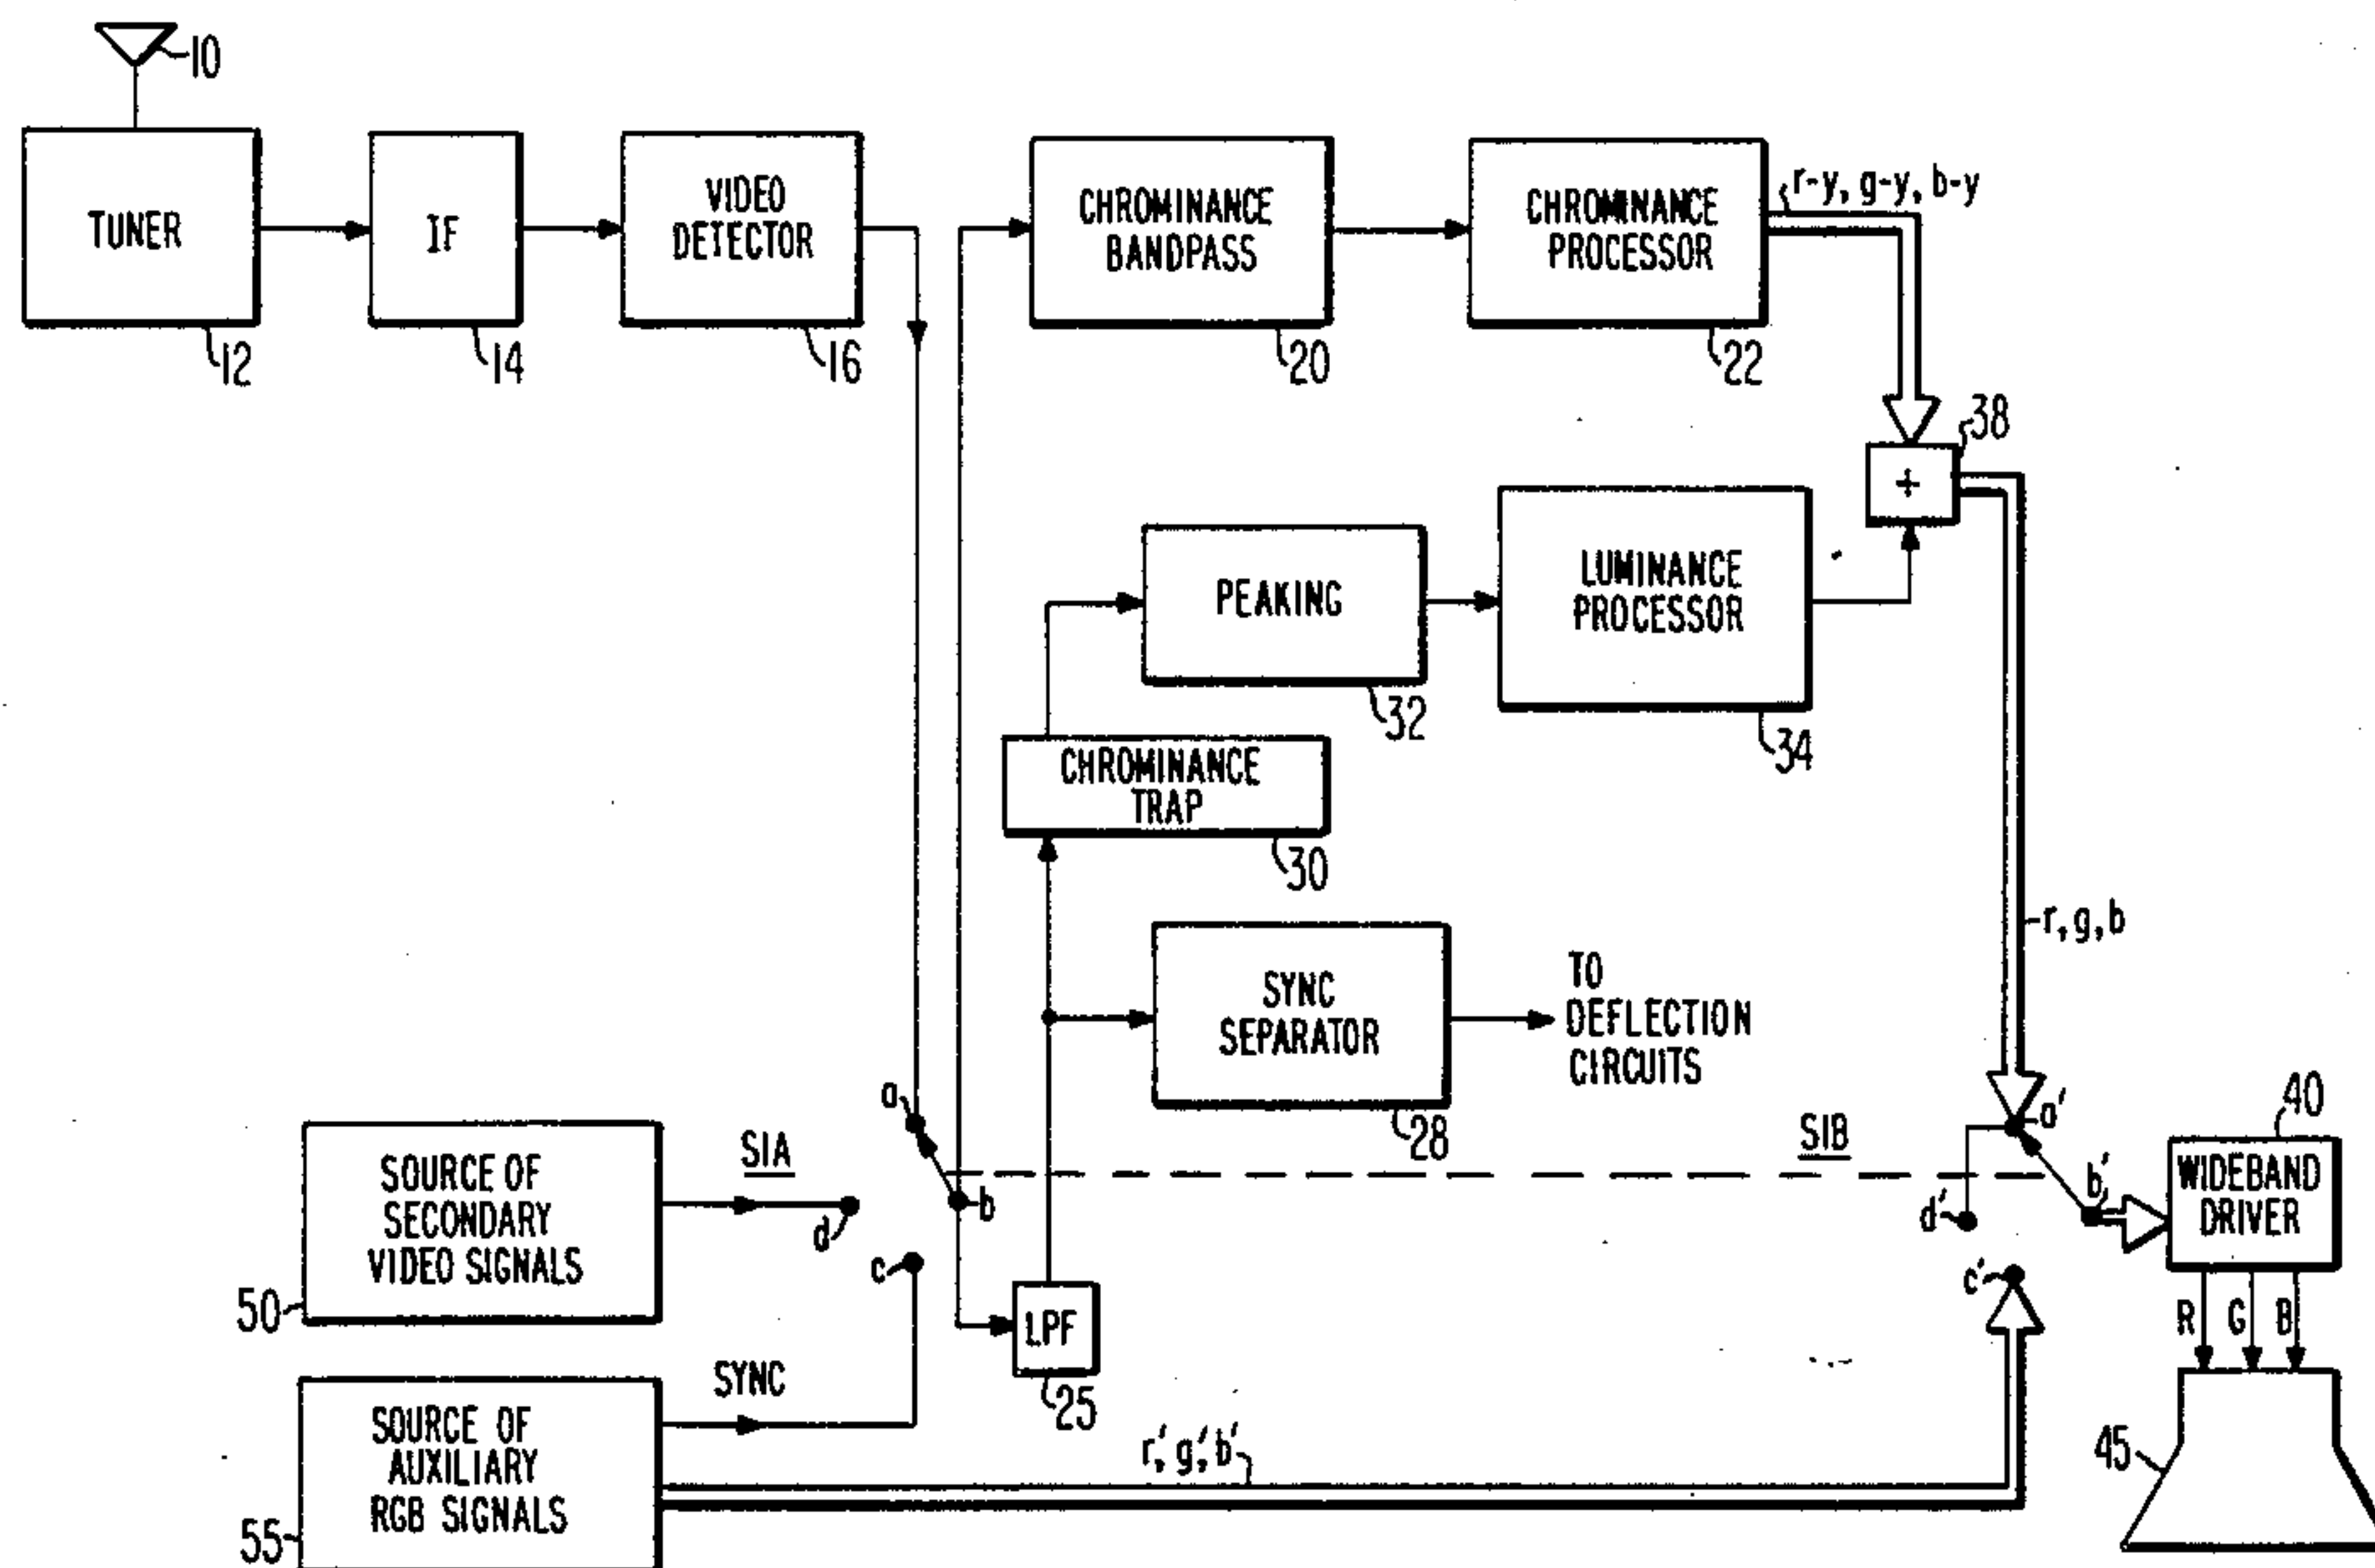 10
TUNER
12
IF
14
VIDEO
DETECTOR
16
CHROMINANCE
BANDPASS
20
CHROMINANCE
PROCESSOR
22
r-y, g-y, b-y
38
+
PEAKING
32
LUMINANCE
PROCESSOR
34
CHROMINANCE
TRAP
30
r, g, b
SYNC
SEPARATOR
28
TO
DEFLECTION
CIRCUITS
SOURCE OF
SECONDARY
VIDEO SIGNALS
50
S1A
a
b
c
d
LPF
25
S1B
a'
b'
c'
d'
40
WIDEBAND
DRIVER
R G B
45
SOURCE OF
AUXILIARY
RGB SIGNALS
55
SYNC
r', g', b'